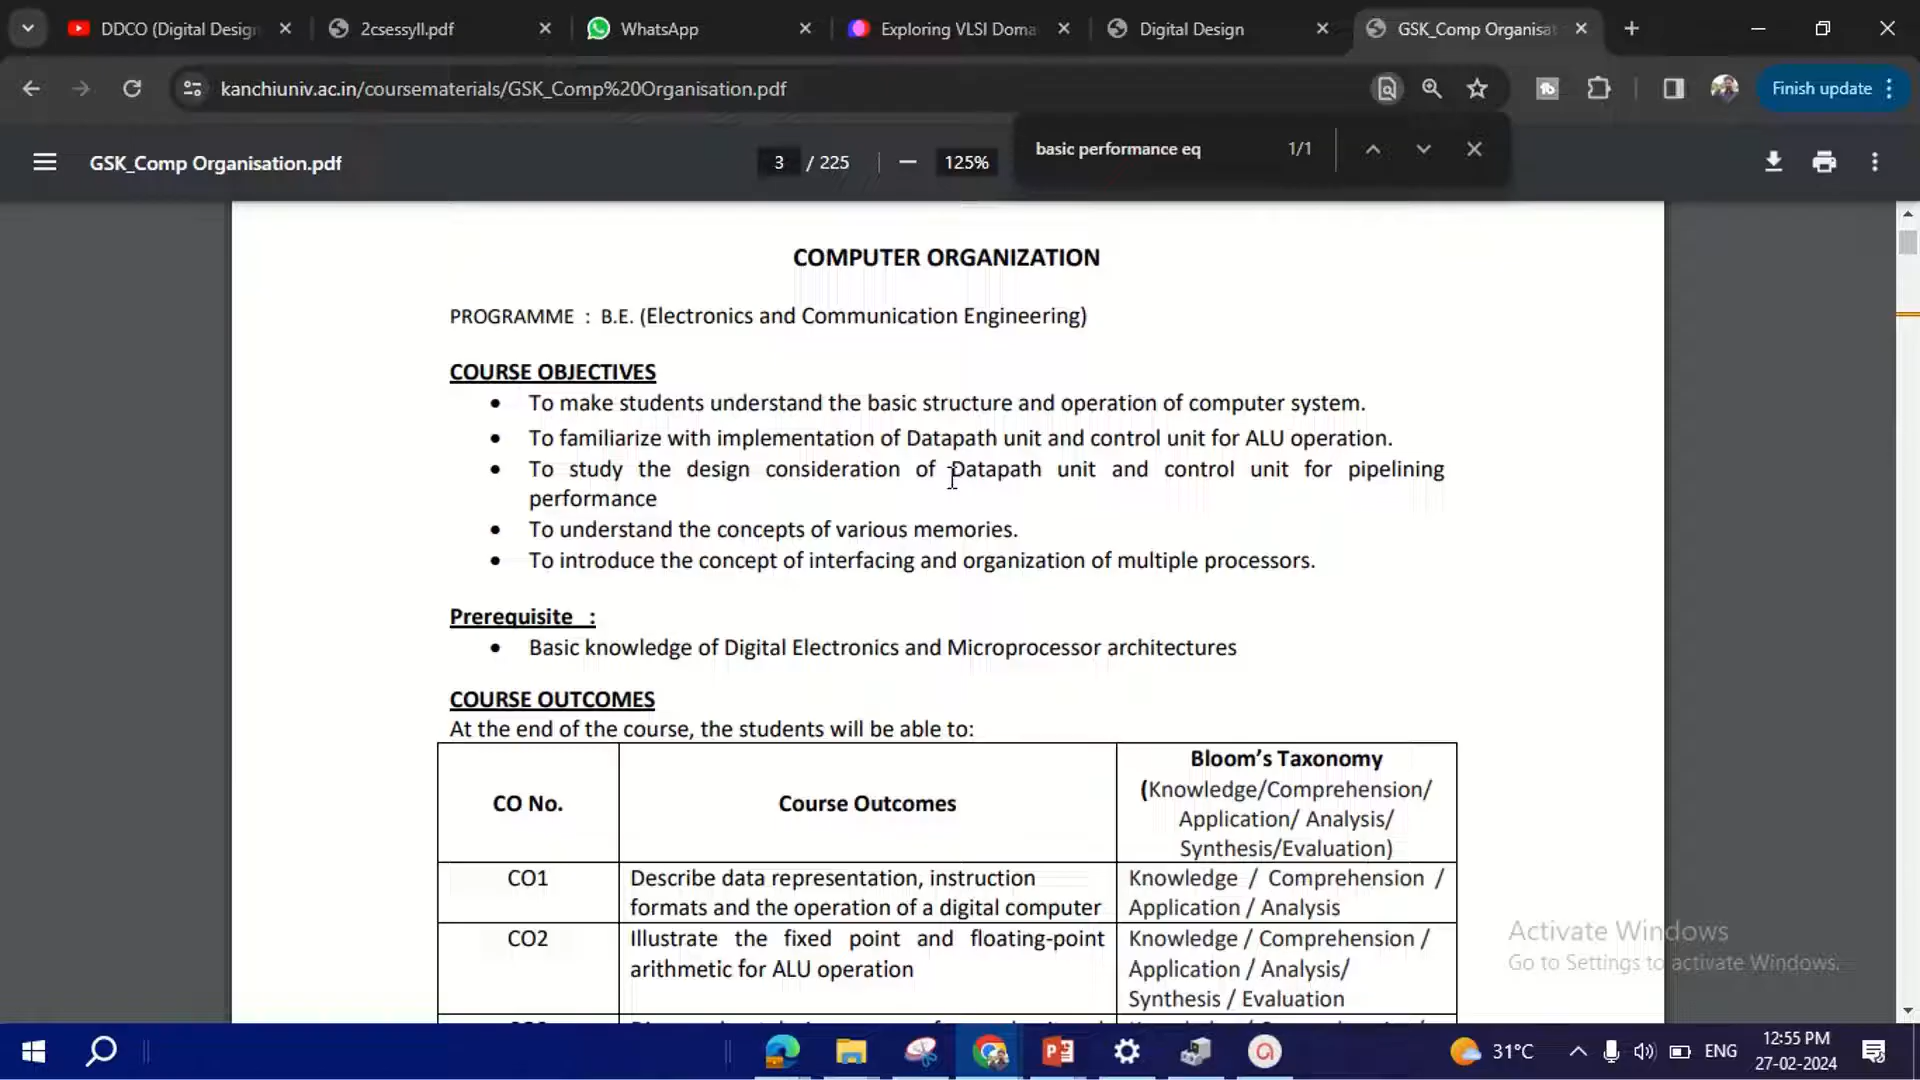 DDCO (Digital Design
2csessyll.pdf
WhatsApp
Exploring VLSI Doma
Digital Design
GSK_Comp Organisat
kanchiuniv.ac.in/coursematerials/GSK_Comp%20Organisation.pdf
Finish update
GSK_Comp Organisation.pdf
3 / 225
125%
basic performance eq
1/1
COMPUTER ORGANIZATION
PROGRAMME : B.E. (Electronics and Communication Engineering)
COURSE OBJECTIVES
• To make students understand the basic structure and operation of computer system.
• To familiarize with implementation of Datapath unit and control unit for ALU operation.
• To study the design consideration of Datapath unit and control unit for pipelining
performance
• To understand the concepts of various memories.
• To introduce the concept of interfacing and organization of multiple processors.
Prerequisite :
• Basic knowledge of Digital Electronics and Microprocessor architectures
COURSE OUTCOMES
At the end of the course, the students will be able to:
CO No.
Course Outcomes
Bloom's Taxonomy
(Knowledge/Comprehension/
Application/ Analysis/
Synthesis/Evaluation)
CO1
Describe data representation, instruction
formats and the operation of a digital computer
Knowledge / Comprehension /
Application / Analysis
CO2
Illustrate the fixed point and floating-point
arithmetic for ALU operation
Knowledge / Comprehension /
Application / Analysis/
Synthesis / Evaluation
Activate Windows
Go to Settings to activate Windows.
31°C
ENG
12:55 PM
27-02-2024